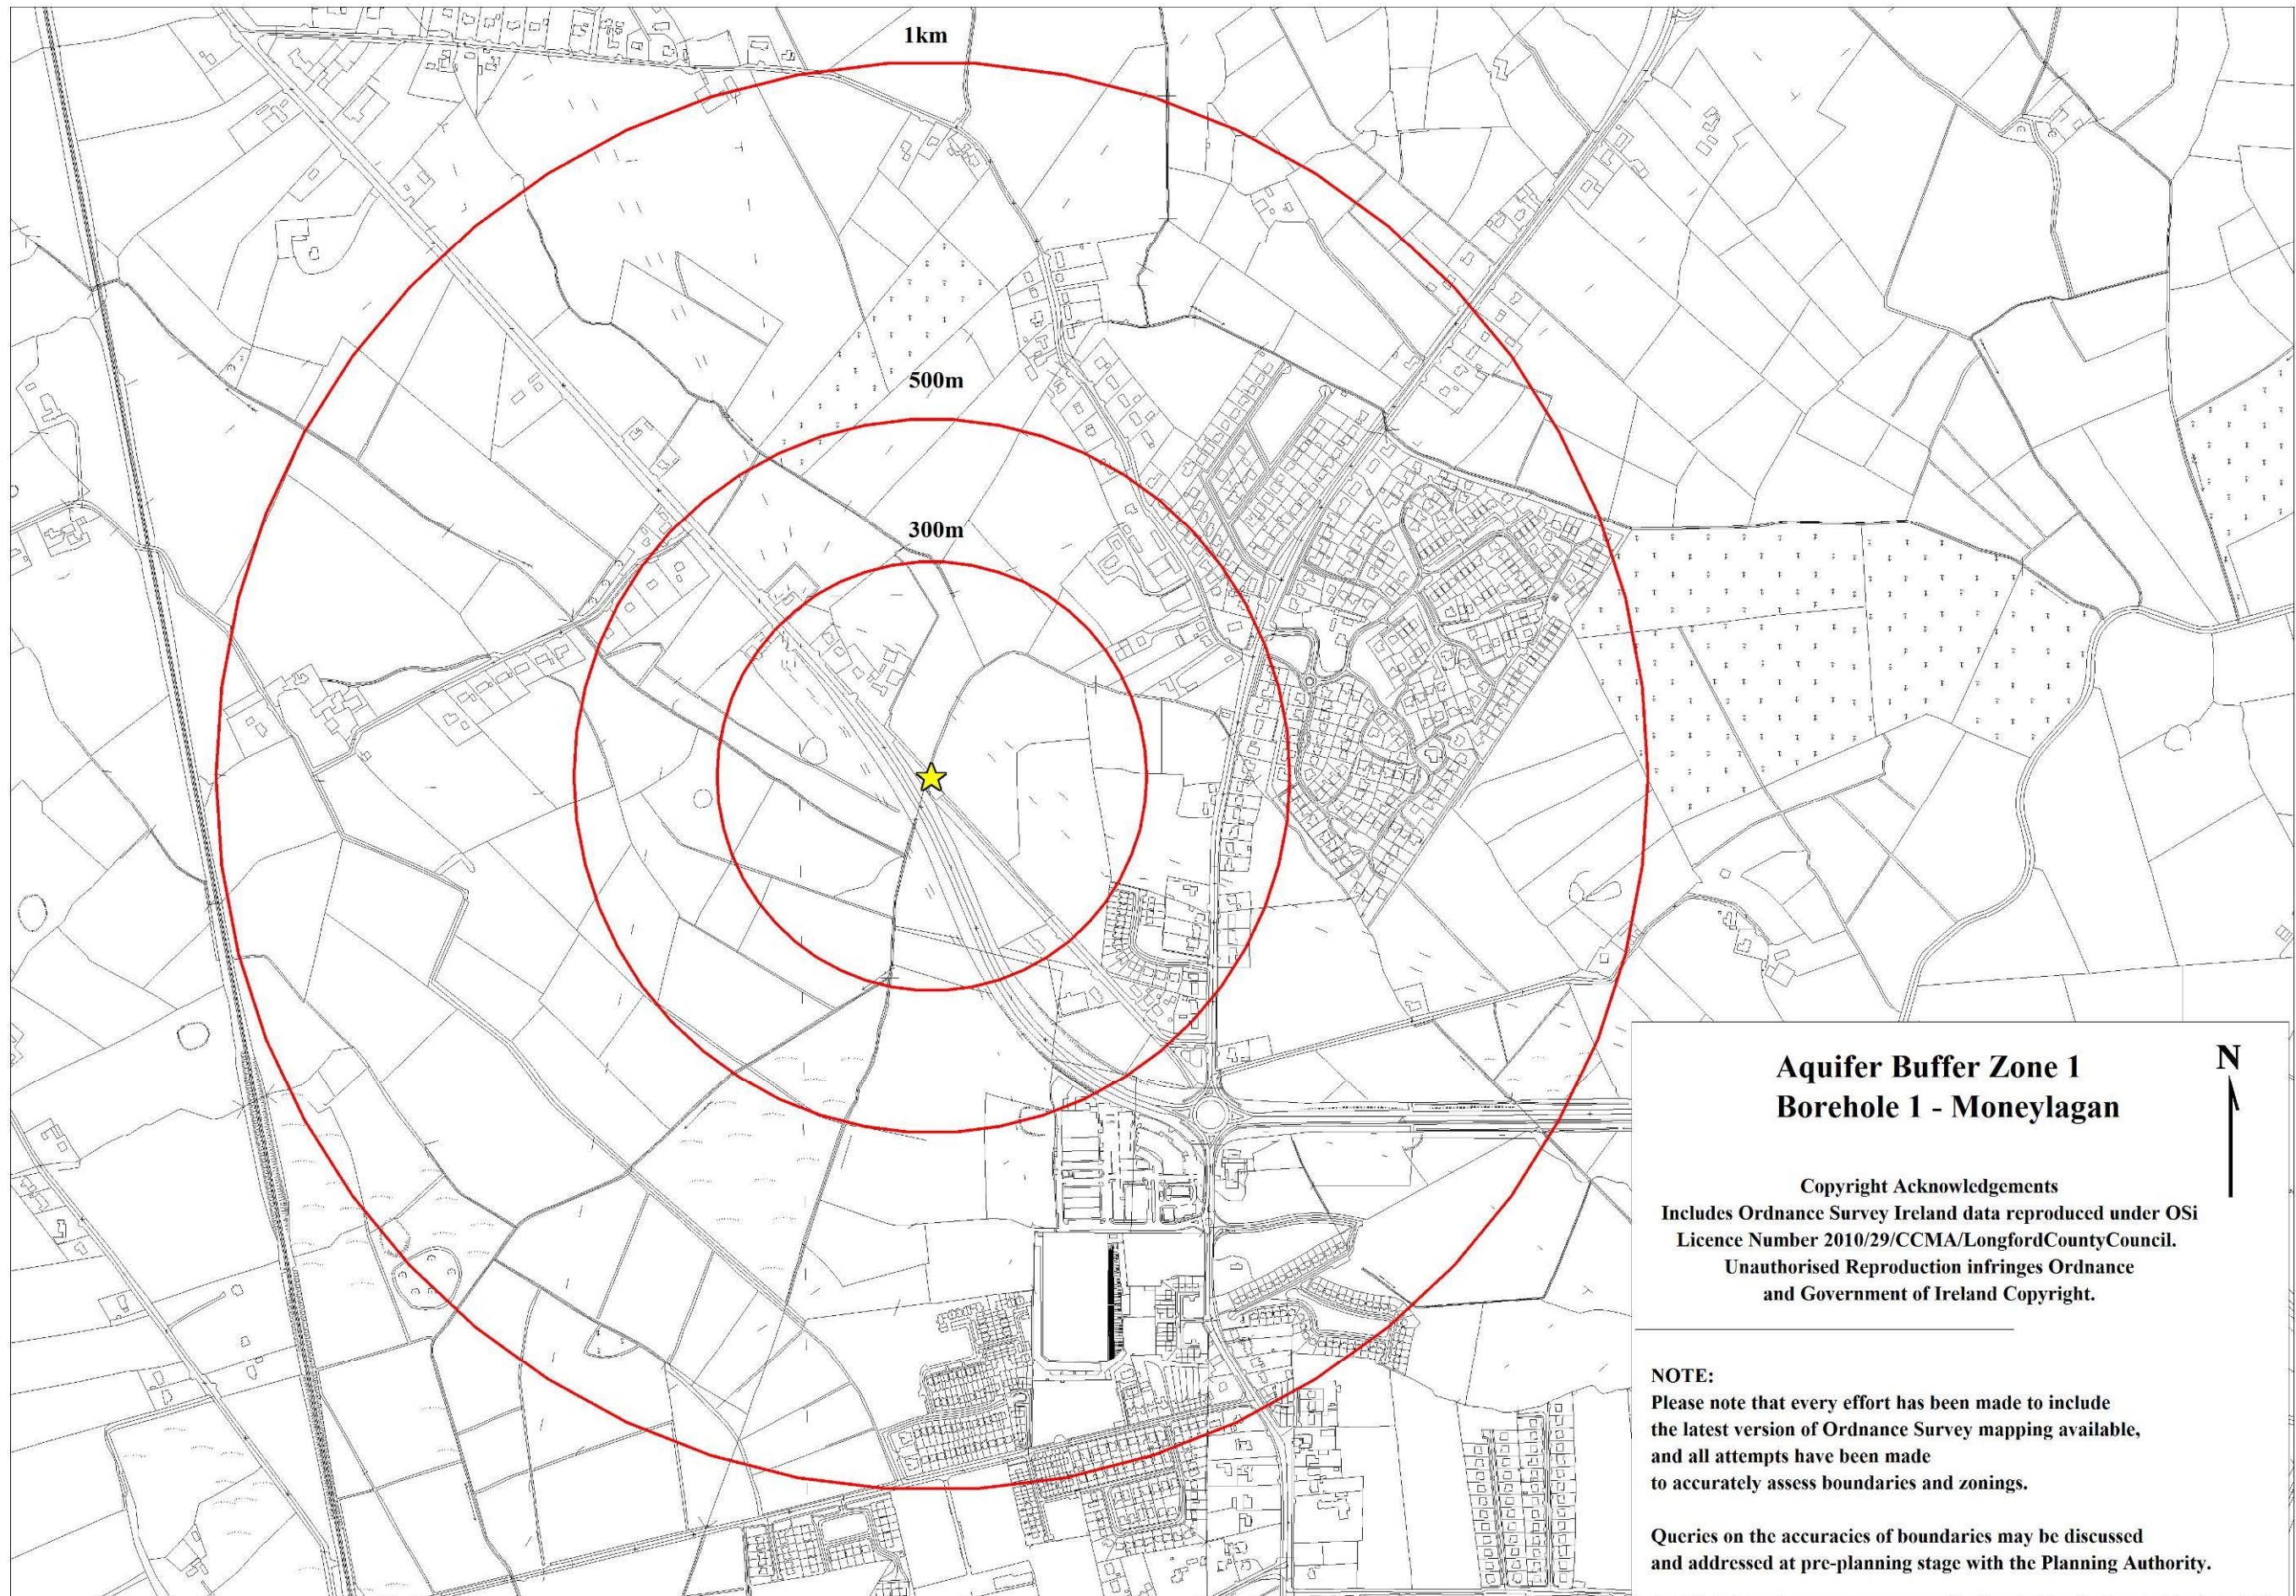 1km
500m
300m
Aquifer Buffer Zone 1
Borehole 1 - Moneylagan
N
Copyright Acknowledgements
Includes Ordnance Survey Ireland data reproduced under OSi
Licence Number 2010/29/CCMA/LongfordCountyCouncil.
Unauthorised Reproduction infringes Ordnance
and Government of Ireland Copyright.
NOTE:
Please note that every effort has been made to include
the latest version of Ordnance Survey mapping available,
and all attempts have been made
to accurately assess boundaries and zonings.
Queries on the accuracies of boundaries may be discussed
and addressed at pre-planning stage with the Planning Authority.